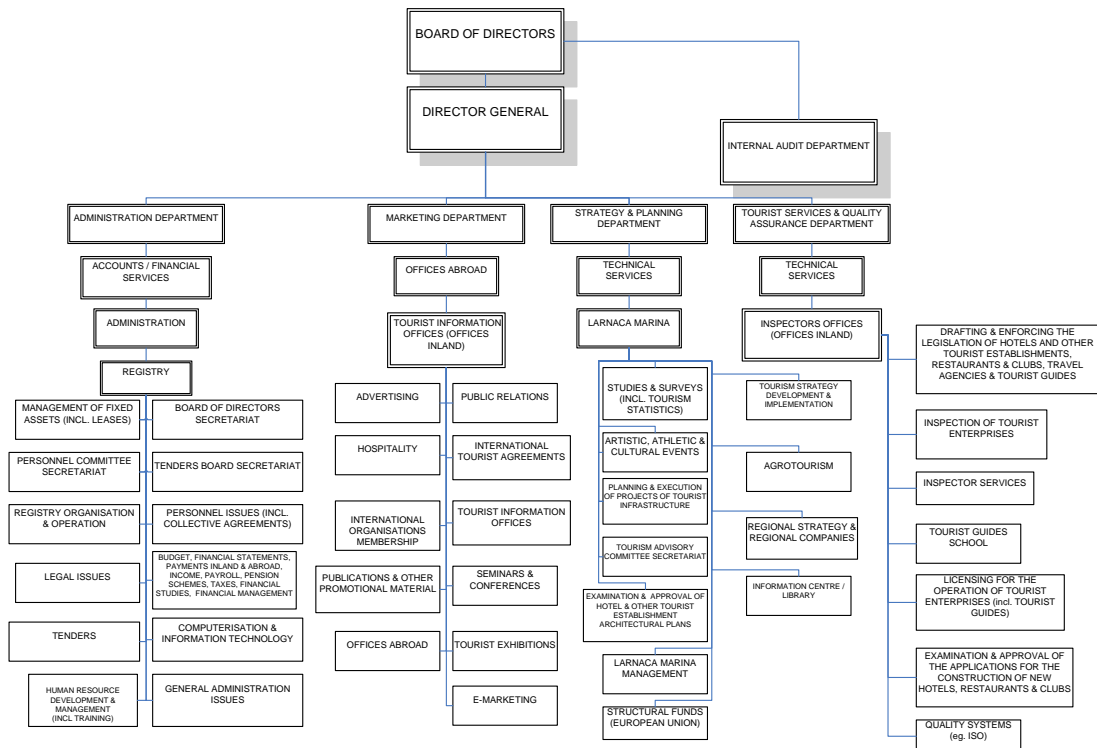 BOARD OF DIRECTORS
DIRECTOR GENERAL
INTERNAL AUDIT DEPARTMENT
ADMINISTRATION DEPARTMENT
ACCOUNTS / FINANCIAL
SERVICES
ADMINISTRATION
REGISTRY
MANAGEMENT OF FIXED
ASSETS (INCL. LEASES)
BOARD OF DIRECTORS
SECRETARIAT
PERSONNEL COMMITTEE
SECRETARIAT
TENDERS BOARD SECRETARIAT
REGISTRY ORGANISATION
& OPERATION
PERSONNEL ISSUES (INCL.
COLLECTIVE AGREEMENTS)
LEGAL ISSUES
BUDGET, FINANCIAL STATEMENTS,
PAYMENTS INLAND & ABROAD,
INCOME, PAYROLL, PENSION
SCHEMES, TAXES, FINANCIAL
STUDIES, FINANCIAL MANAGEMENT
TENDERS
COMPUTERISATION &
INFORMATION TECHNOLOGY
HUMAN RESOURCE
DEVELOPMENT &
MANAGEMENT
(INCL TRAINING)
GENERAL ADMINISTRATION
ISSUES
MARKETING DEPARTMENT
OFFICES ABROAD
TOURIST INFORMATION
OFFICES (OFFICES
INLAND)
ADVERTISING
PUBLIC RELATIONS
HOSPITALITY
INTERNATIONAL
TOURIST AGREEMENTS
INTERNATIONAL
ORGANISATIONS
MEMBERSHIP
TOURIST INFORMATION
OFFICES
PUBLICATIONS & OTHER
PROMOTIONAL MATERIAL
SEMINARS &
CONFERENCES
OFFICES ABROAD
TOURIST EXHIBITIONS
E-MARKETING
STRATEGY & PLANNING
DEPARTMENT
TECHNICAL
SERVICES
LARNACA MARINA
STUDIES & SURVEYS
(INCL. TOURISM
STATISTICS)
TOURISM STRATEGY
DEVELOPMENT &
IMPLEMENTATION
ARTISTIC, ATHLETIC &
CULTURAL EVENTS
AGROTOURISM
PLANNING & EXECUTION
OF PROJECTS OF TOURIST
INFRASTRUCTURE
REGIONAL STRATEGY &
REGIONAL COMPANIES
TOURISM ADVISORY
COMMITTEE SECRETARIAT
INFORMATION CENTRE /
LIBRARY
EXAMINATION & APPROVAL OF
HOTEL & OTHER TOURIST
ESTABLISHMENT
ARCHITECTURAL PLANS
LARNACA MARINA
MANAGEMENT
STRUCTURAL FUNDS
(EUROPEAN UNION)
TOURIST SERVICES & QUALITY
ASSURANCE DEPARTMENT
TECHNICAL
SERVICES
INSPECTORS OFFICES
(OFFICES INLAND)
DRAFTING & ENFORCING THE
LEGISLATION OF HOTELS AND OTHER
TOURIST ESTABLISHMENTS,
RESTAURANTS & CLUBS, TRAVEL
AGENCIES & TOURIST GUIDES
INSPECTION OF TOURIST
ENTERPRISES
INSPECTOR SERVICES
TOURIST GUIDES
SCHOOL
LICENSING FOR THE
OPERATION OF TOURIST
ENTERPRISES (incl. TOURIST
GUIDES)
EXAMINATION & APPROVAL OF
THE APPLICATIONS FOR THE
CONSTRUCTION OF NEW
HOTELS, RESTAURANTS & CLUBS
QUALITY SYSTEMS
(eg. ISO)